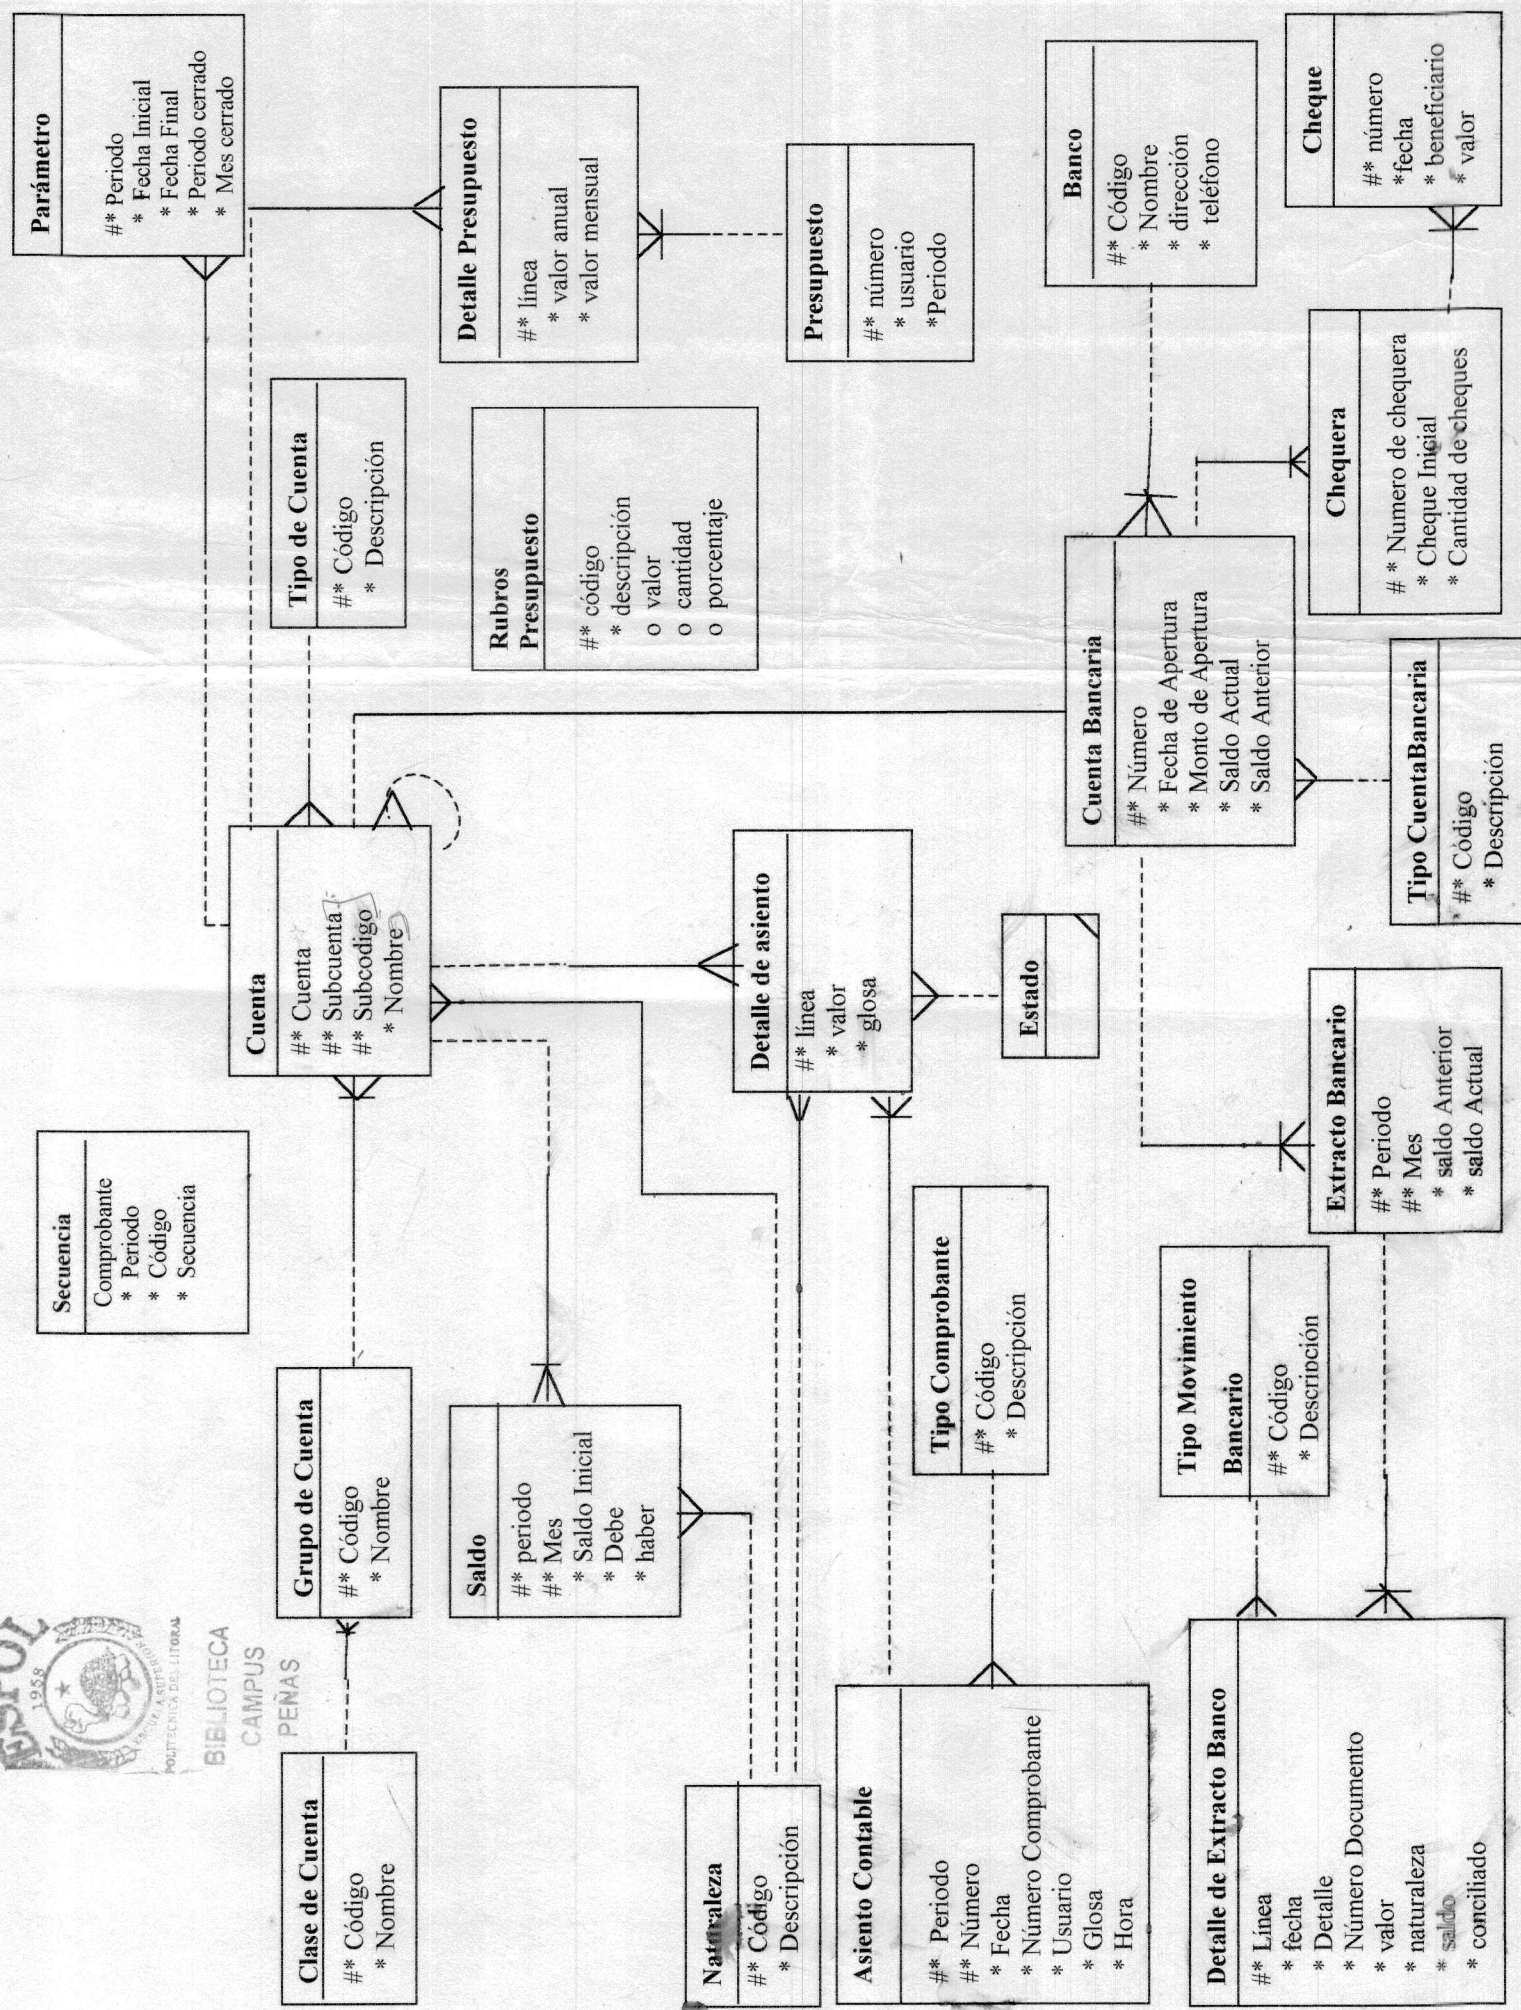 ESPOL
1958
ESCUELA SUPERIOR
POLITECNICA DEL LITORAL
BIBLIOTECA
CAMPUS
PEÑAS
Clase de Cuenta
#* Código
* Nombre
Grupo de Cuenta
#* Código
* Nombre
Secuencia
Comprobante
* Periodo
* Código
* Secuencia
Cuenta
#* Cuenta
#* Subcuenta
#* Subcodigo
* Nombre
Tipo de Cuenta
#* Código
* Descripción
Parámetro
#* Periodo
* Fecha Inicial
* Fecha Final
* Periodo cerrado
* Mes cerrado
Saldo
#* periodo
#* Mes
* Saldo Inicial
* Debe
* haber
Rubros
Presupuesto
#* código
* descripción
o valor
o cantidad
o porcentaje
Detalle Presupuesto
#* línea
* valor anual
* valor mensual
Naturaleza
#* Código
* Descripción
Detalle de asiento
#* línea
* valor
* glosa
Presupuesto
#* número
* usuario
*Periodo
Asiento Contable
#* Periodo
#* Número
* Fecha
* Número Comprobante
* Usuario
* Glosa
* Hora
Tipo Comprobante
#* Código
* Descripción
Estado
Cuenta Bancaria
#* Número
* Fecha de Apertura
* Monto de Apertura
* Saldo Actual
* Saldo Anterior
Banco
#* Código
* Nombre
* dirección
* teléfono
Detalle de Extracto Banco
#* Línea
* fecha
* Detalle
* Número Documento
* valor
* naturaleza
* saldo
* conciliado
Tipo Movimiento
Bancario
#* Código
* Descripción
Extracto Bancario
#* Periodo
#* Mes
* saldo Anterior
* saldo Actual
Tipo CuentaBancaria
#* Código
* Descripción
Chequera
# * Numero de chequera
* Cheque Inicial
* Cantidad de cheques
Cheque
#* número
*fecha
* beneficiario
* valor